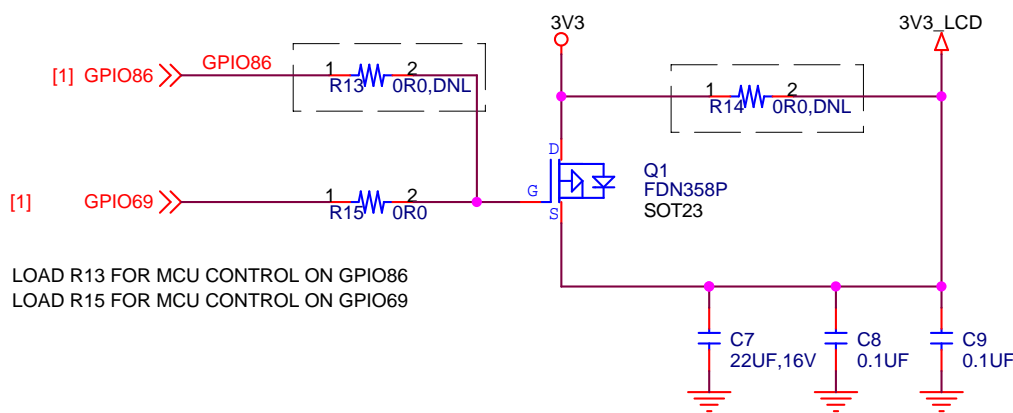 3V3
3V3_LCD
[1] GPIO86
GPIO86
1
2
R13
0R0,DNL
1
2
R14
0R0,DNL
D
G
S
Q1
FDN358P
SOT23
[1] GPIO69
1
2
R15
0R0
LOAD R13 FOR MCU CONTROL ON GPIO86
LOAD R15 FOR MCU CONTROL ON GPIO69
C7
22UF,16V
C8
0.1UF
C9
0.1UF